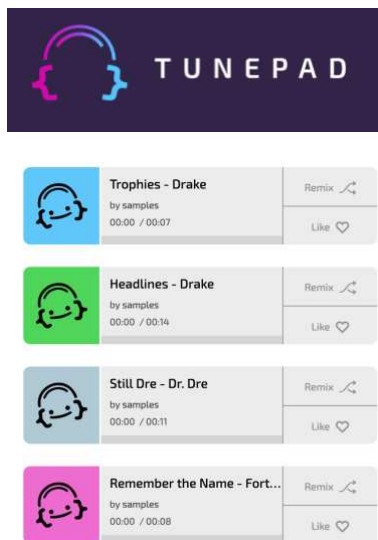 TUNEPAD
Trophies - Drake
by samples
00:00 / 00:07
Remix
Like
Headlines - Drake
by samples
00:00 / 00:14
Remix
Like
Still Dre - Dr. Dre
by samples
00:00 / 00:11
Remix
Like
Remember the Name - Fort...
by samples
00:00 / 00:08
Remix
Like